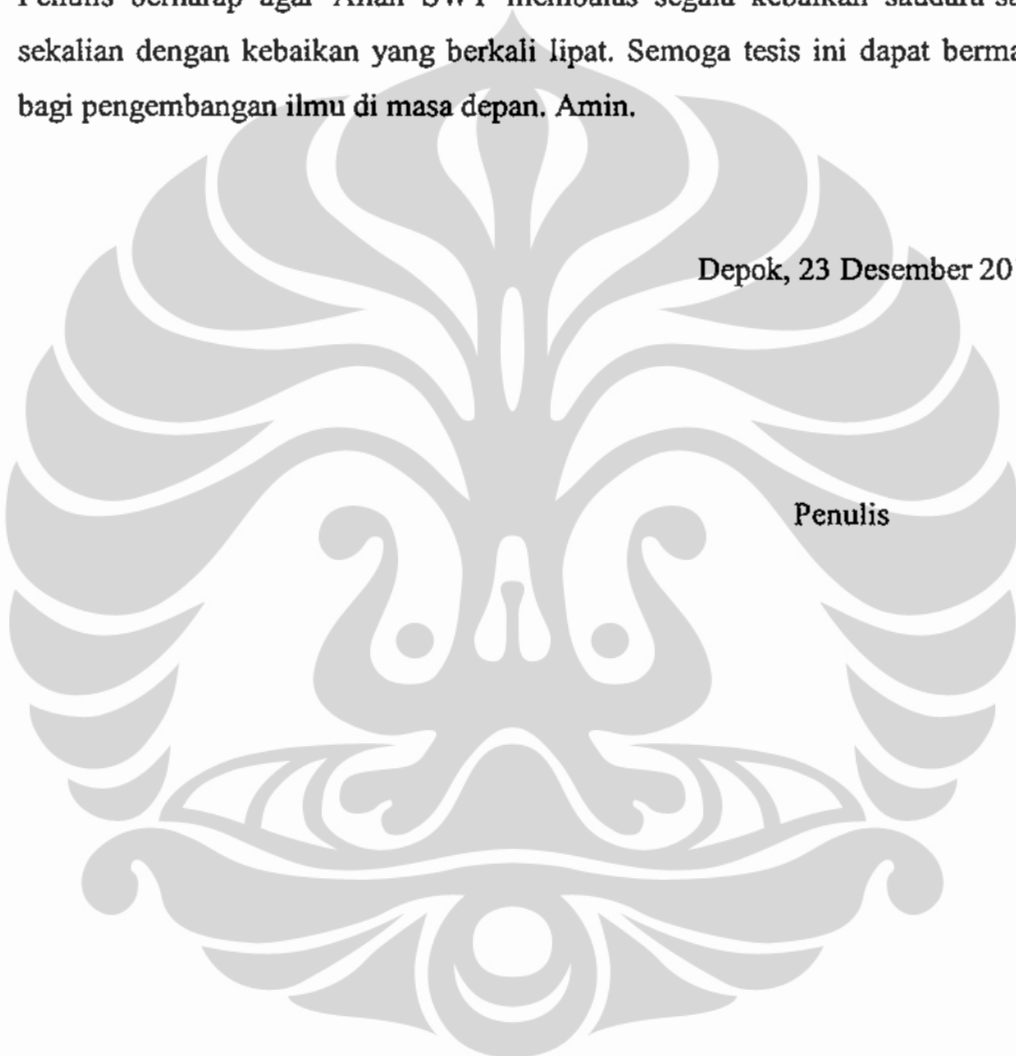 Penulis berharap agar Allah SWT membalas segala kebaikan saudara-sa
sekalian dengan kebaikan yang berkali lipat. Semoga tesis ini dapat berma
bagi pengembangan ilmu di masa depan. Amin.
Depok, 23 Desember 20
Penulis